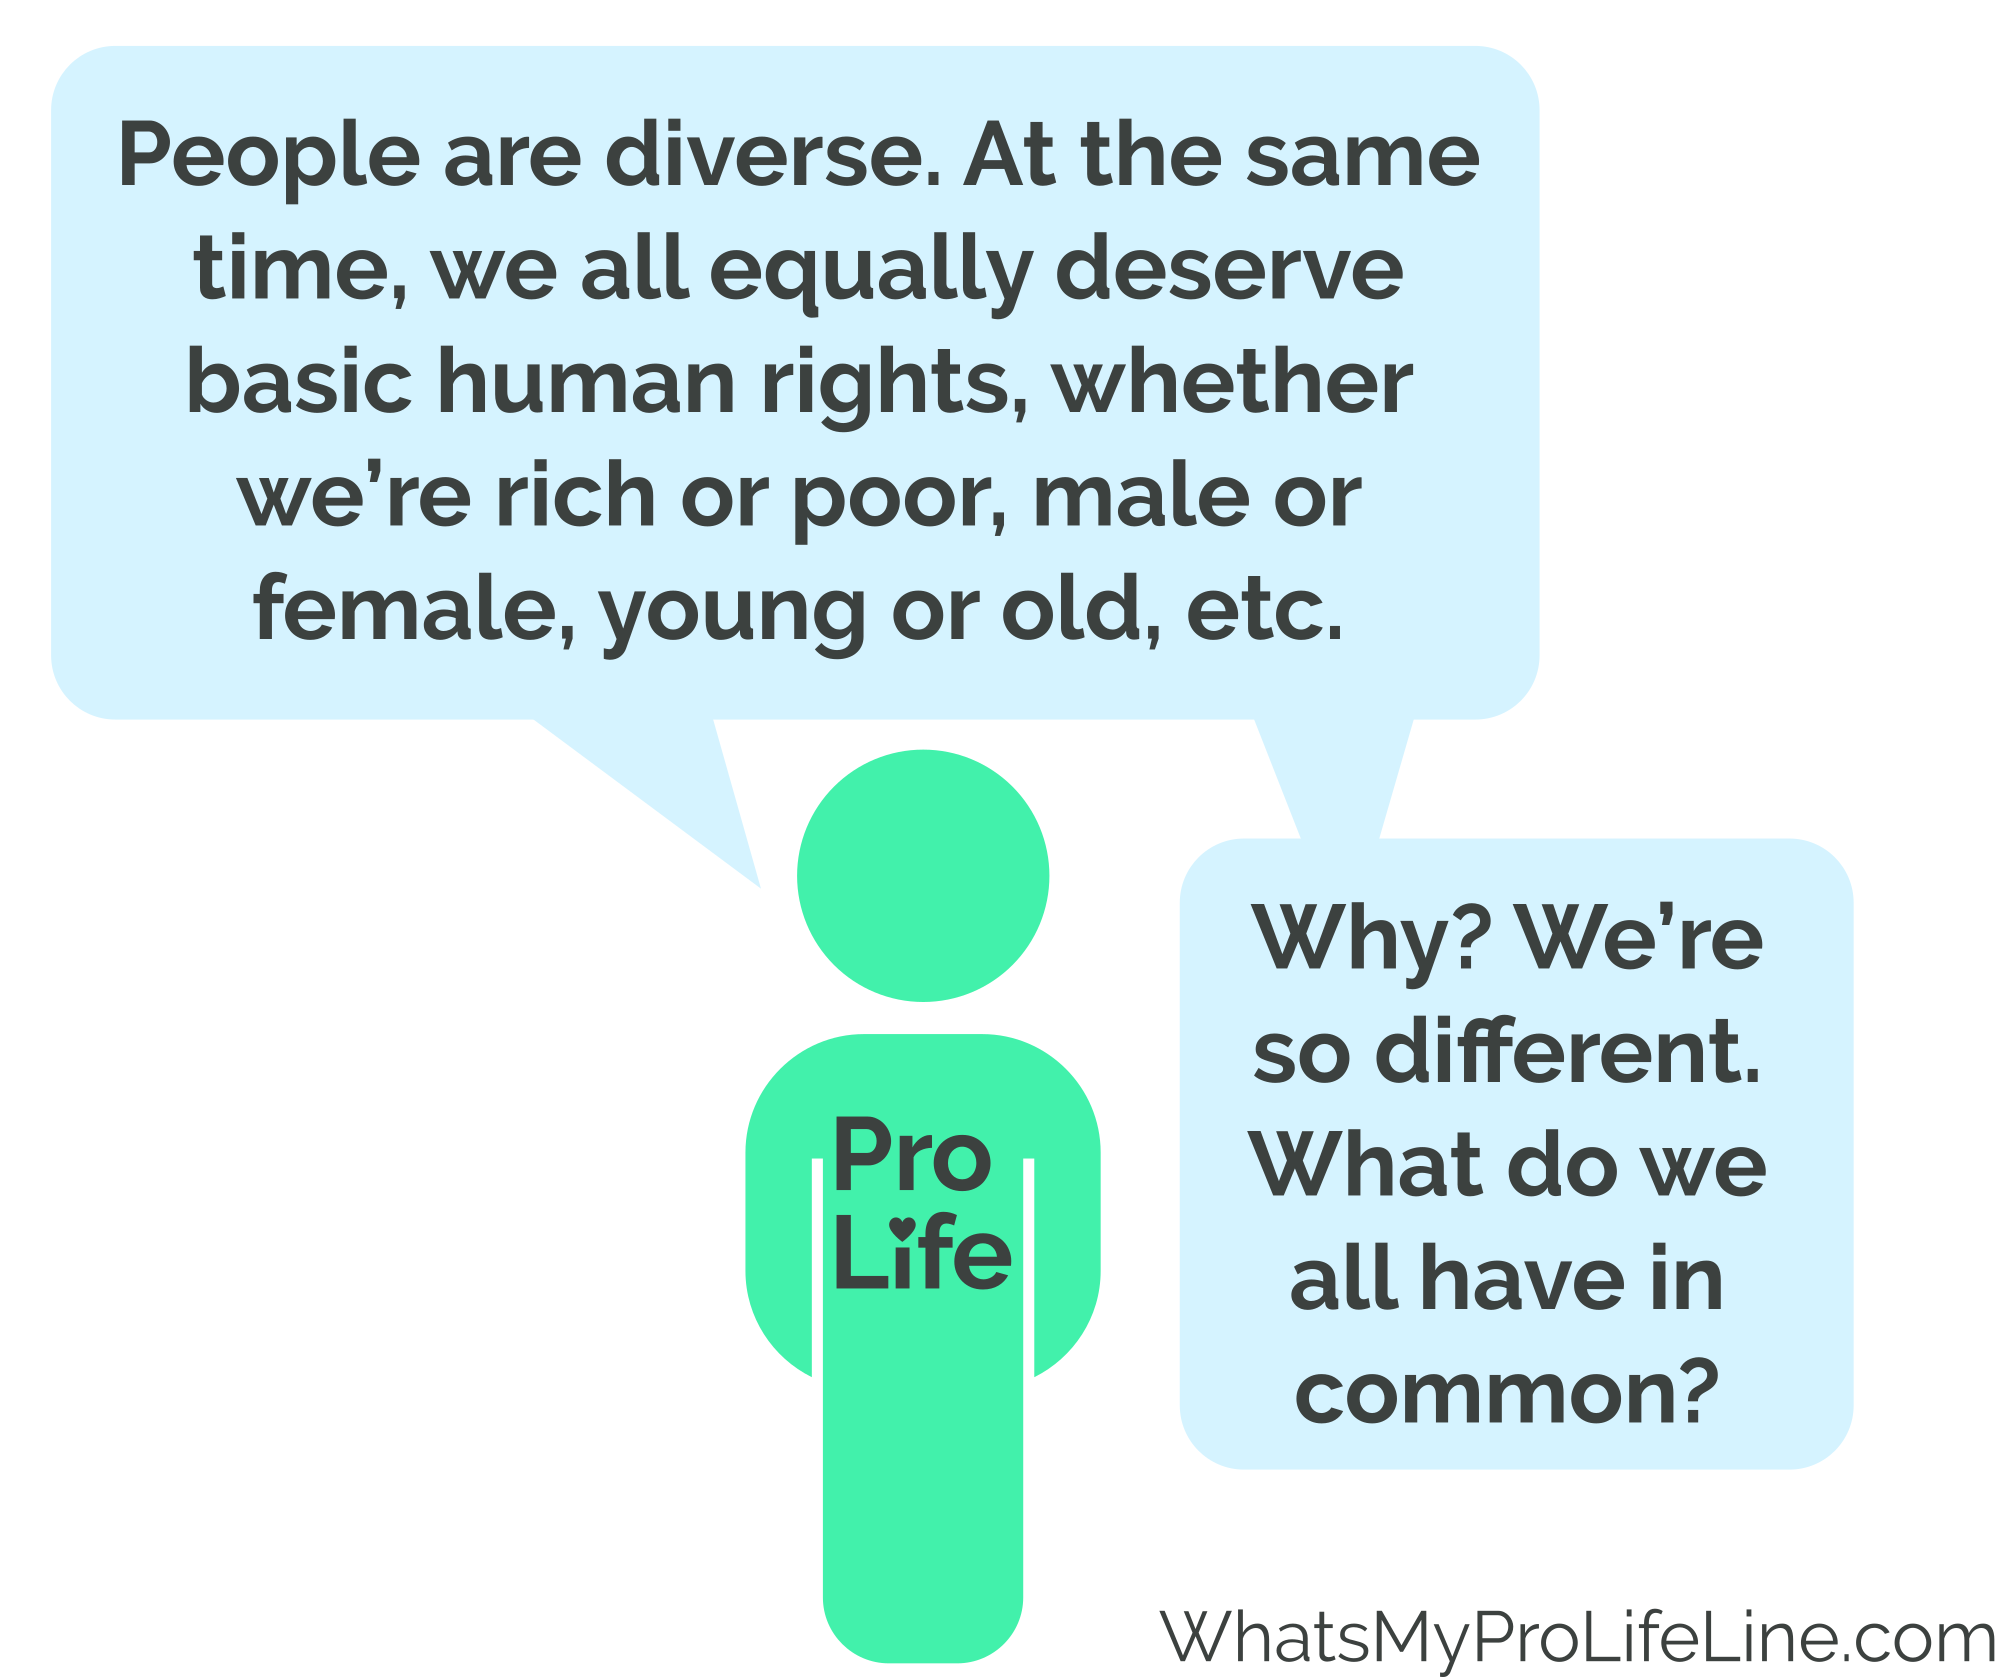 People are diverse. At the same
time, we all equally deserve
basic human rights, whether
we’re rich or poor, male or
female, young or old, etc.
Pro
Life
Why? We’re
so different.
What do we
all have in
common?
WhatsMyProLifeLine.com